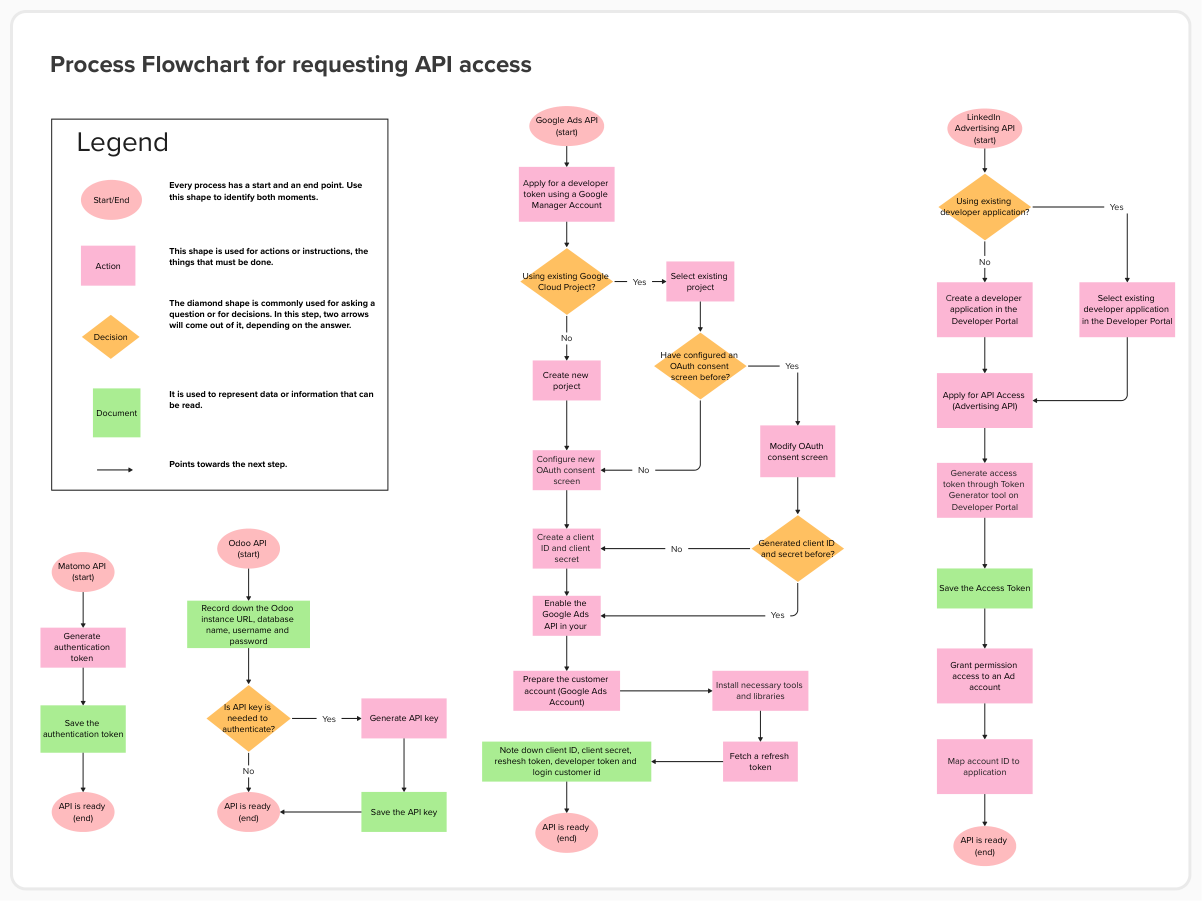 Process Flowchart for requesting API access
Legend
Start/End
Every process has a start and an end point. Use
this shape to identify both moments.
Action
This shape is used for actions or instructions, the
things that must be done.
Decision
The diamond shape is commonly used for asking a
question or for decisions. In this step, two arrows
will come out of it, depending on the answer.
Document
It is used to represent data or information that can
be read.
Points towards the next step.
Matomo API
(start)
Generate
authentication
token
Save the
authentication token
API is ready
(end)
Odoo API
(start)
Record down the Odoo
instance URL, database
name, username and
password
Is API key is
needed to
authenticate?
Yes
Generate API key
No
Save the API key
API is ready
(end)
Google Ads API
(start)
Apply for a developer
token using a Google
Manager Account
Using existing Google
Cloud Project?
Yes
Select existing
project
No
Create new
porject
Have configured an
OAuth consent
screen before?
Yes
Modify OAuth
consent screen
No
Configure new
OAuth consent
screen
Generated client ID
and secret before?
No
Create a client
ID and client
secret
Yes
Enable the
Google Ads
API in your
Prepare the customer
account (Google Ads
Account)
Install necessary tools
and libraries
Fetch a refresh
token
Note down client ID, client secret,
reshesh token, developer token and
login customer id
API is ready
(end)
LinkedIn
Advertising API
(start)
Using existing
developer application?
Yes
No
Create a developer
application in the
Developer Portal
Select existing
developer application
in the Developer Portal
Apply for API Access
(Advertising API)
Generate access
token through Token
Generator tool on
Developer Portal
Save the Access Token
Grant permission
access to an Ad
account
Map account ID to
application
API is ready
(end)